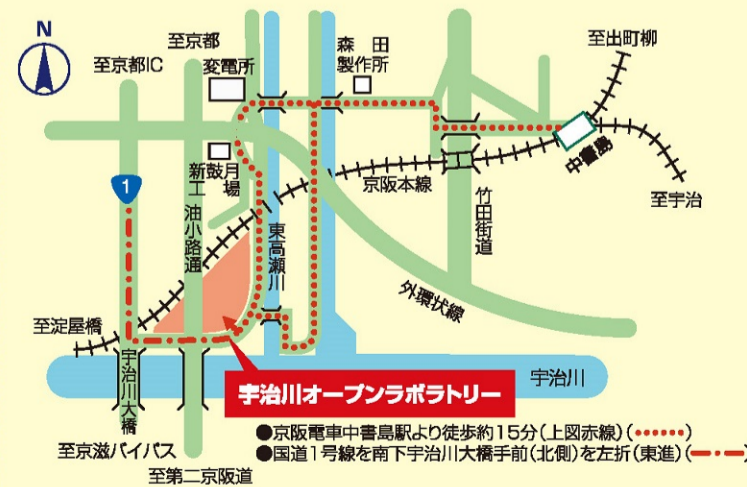 N
至京都
至京都IC
変電所
森田
製作所
至出町柳
中書島
至宇治
新工
鼓月場
1
油小路通
京阪本線
竹田街道
東高瀬川
外環状線
至淀屋橋
宇治川大橋
宇治川オープンラボラトリー
宇治川
至京滋バイパス
至第二京阪道
●京阪電車中書島駅より徒歩約15分(上図赤線)(••••••)
●国道1号線を南下宇治川大橋手前(北側)を左折(東進)(—・—・—)